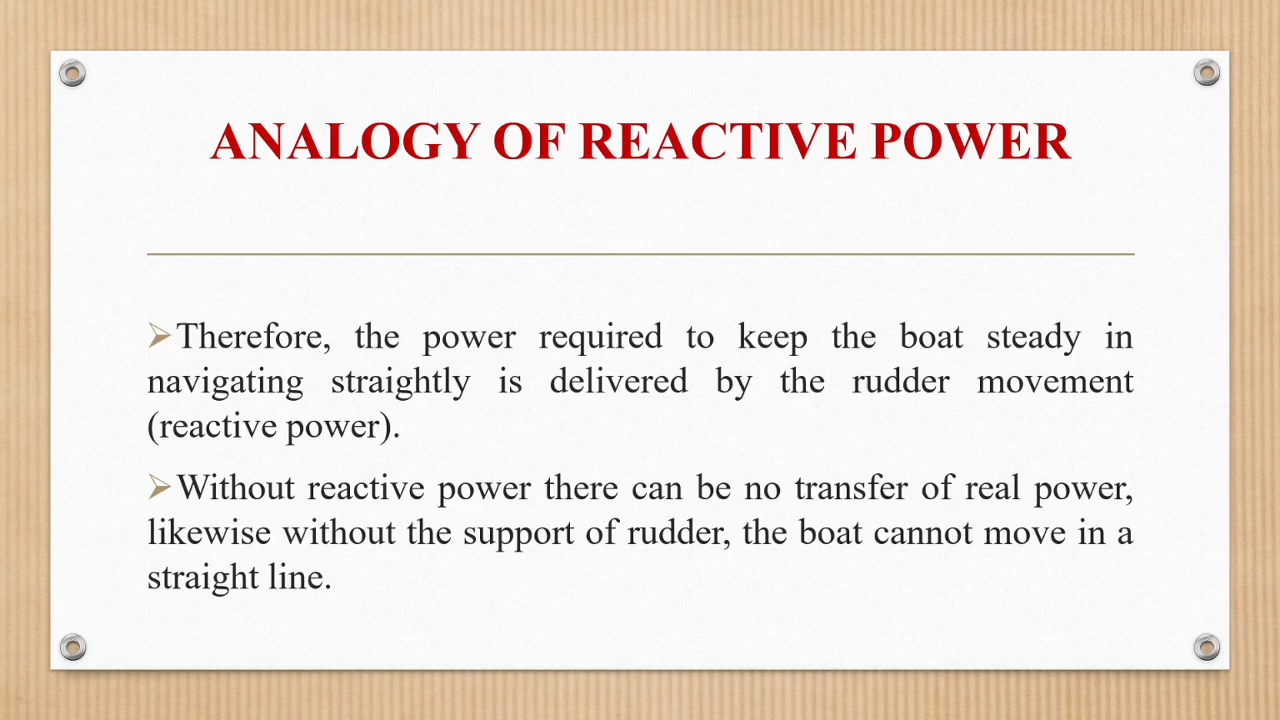 ANALOGY OF REACTIVE POWER
Therefore, the power required to keep the boat steady in
navigating straightly is delivered by the rudder movement
(reactive power).
Without reactive power there can be no transfer of real power,
likewise without the support of rudder, the boat cannot move in a
straight line.